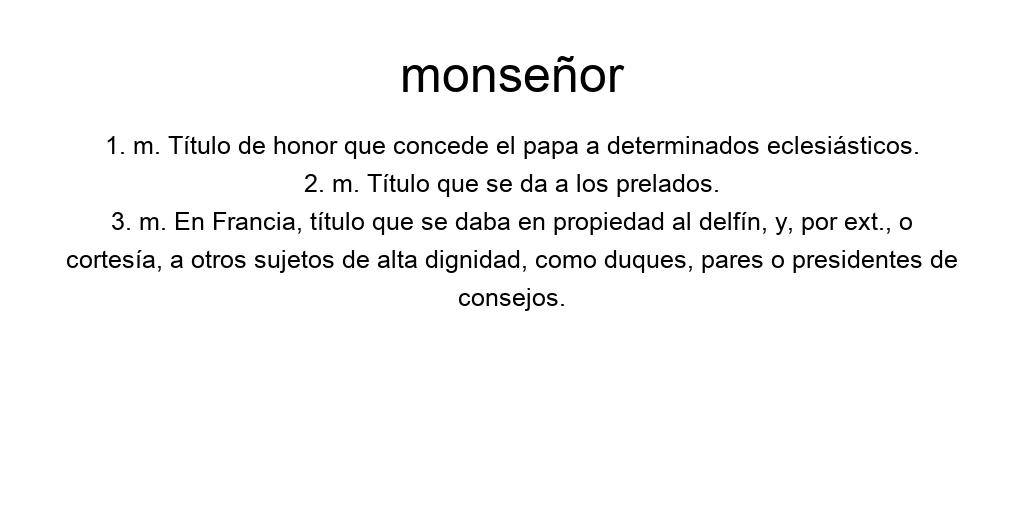 monseñor
1. m. Título de honor que concede el papa a determinados eclesiásticos.
2. m. Título que se da a los prelados.
3. m. En Francia, título que se daba en propiedad al delfín, y, por ext., o
cortesía, a otros sujetos de alta dignidad, como duques, pares o presidentes de
consejos.